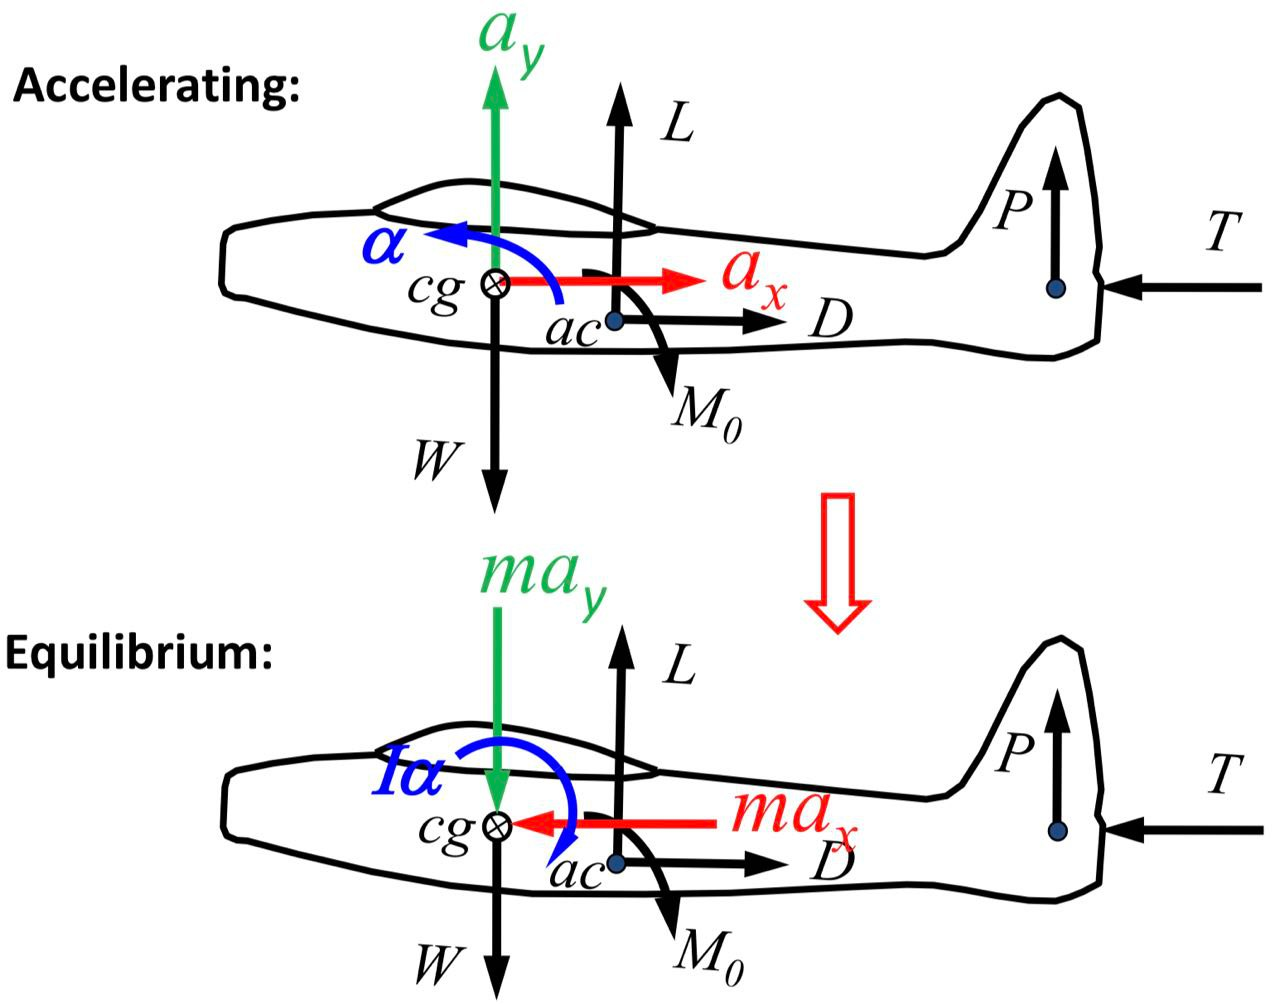 a_y
Accelerating:
L
P
T
α
cg
a_x
ac
D
M_0
W
ma_y
Equilibrium:
L
P
T
Iα
cg
ma_x
ac
D
M_0
W